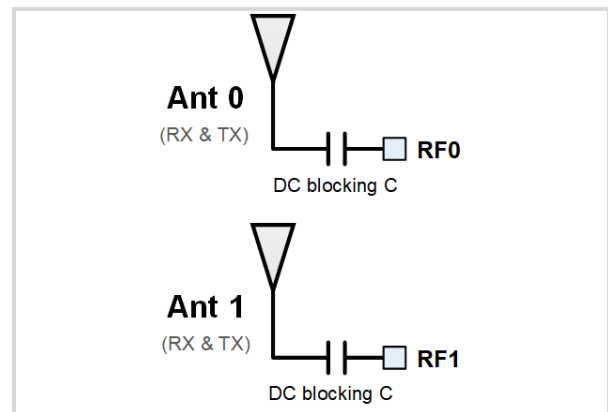 Ant 0
(RX & TX)
RF0
DC blocking C
Ant 1
(RX & TX)
RF1
DC blocking C